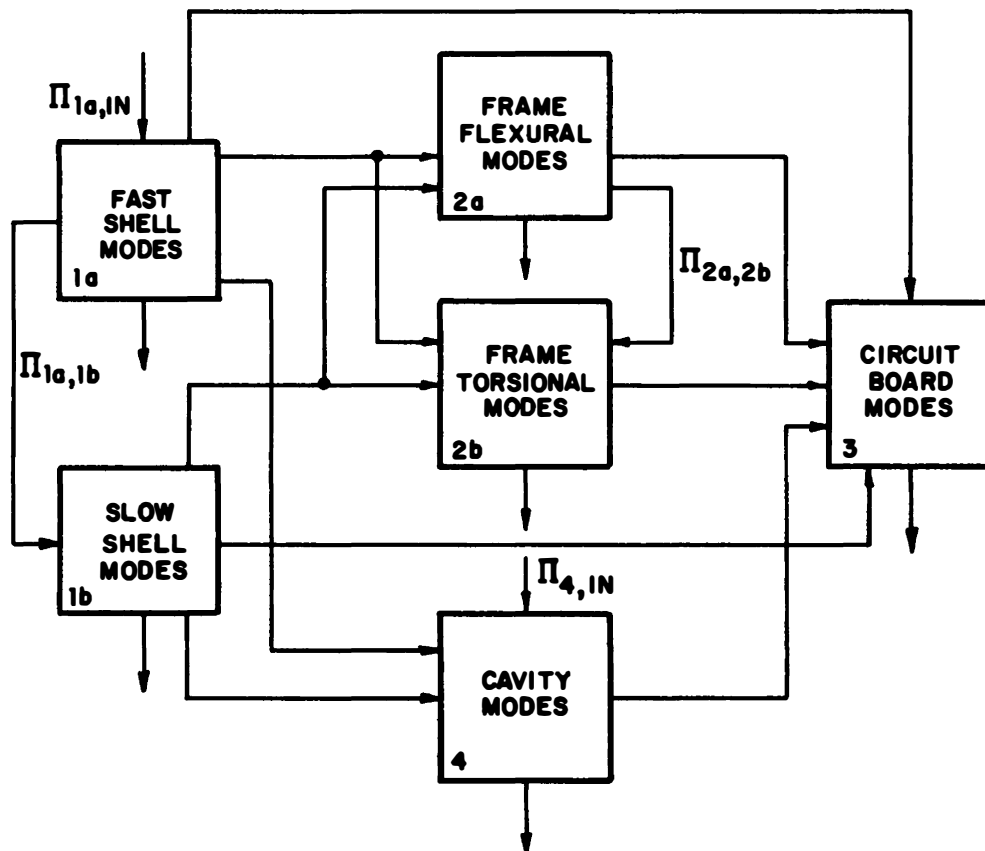 Π1a,IN
FAST
SHELL
MODES
1a
FRAME
FLEXURAL
MODES
2a
Π2a,2b
FRAME
TORSIONAL
MODES
2b
CIRCUIT
BOARD
MODES
3
Π1a,1b
SLOW
SHELL
MODES
1b
Π4,IN
CAVITY
MODES
4